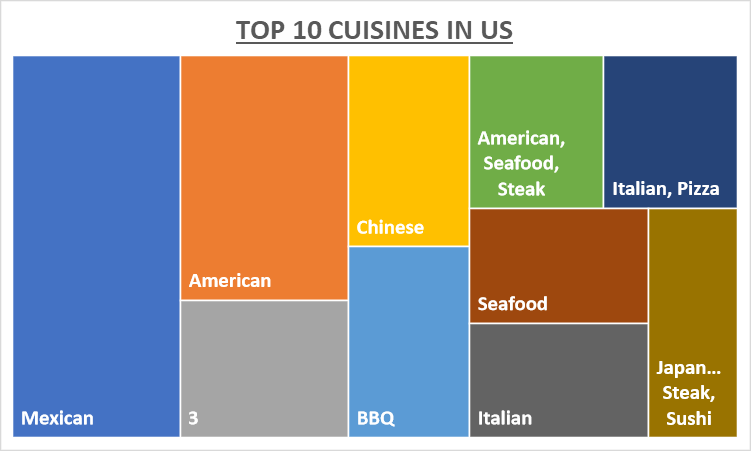 TOP 10 CUISINES IN US
Mexican
American
3
Chinese
BBQ
American,
Seafood,
Steak
Italian, Pizza
Seafood
Italian
Japan...
Steak,
Sushi